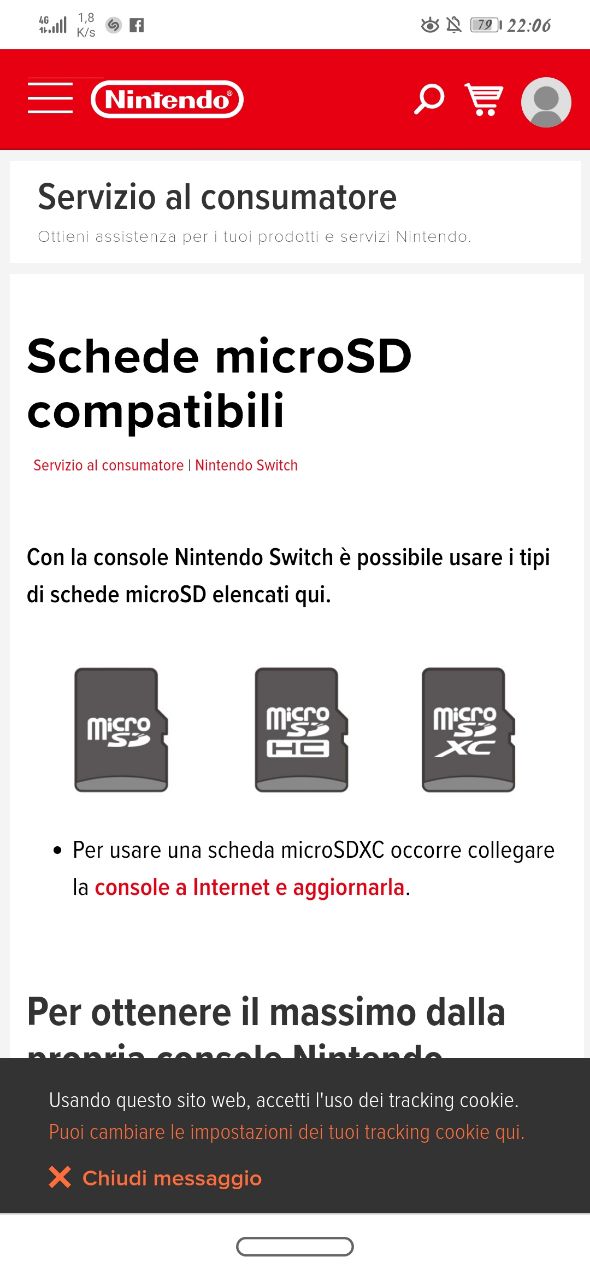 4G 1,8 K/s 79 22:06
Nintendo®
Servizio al consumatore
Ottieni assistenza per i tuoi prodotti e servizi Nintendo.
Schede microSD
compatibili
Servizio al consumatore | Nintendo Switch
Con la console Nintendo Switch è possibile usare i tipi
di schede microSD elencati qui.
micro SD
micro SD HC
micro SD XC
• Per usare una scheda microSDXC occorre collegare
la console a Internet e aggiornarla.
Per ottenere il massimo dalla
propria console Nintendo
Usando questo sito web, accetti l'uso dei tracking cookie.
Puoi cambiare le impostazioni dei tuoi tracking cookie qui.
Chiudi messaggio